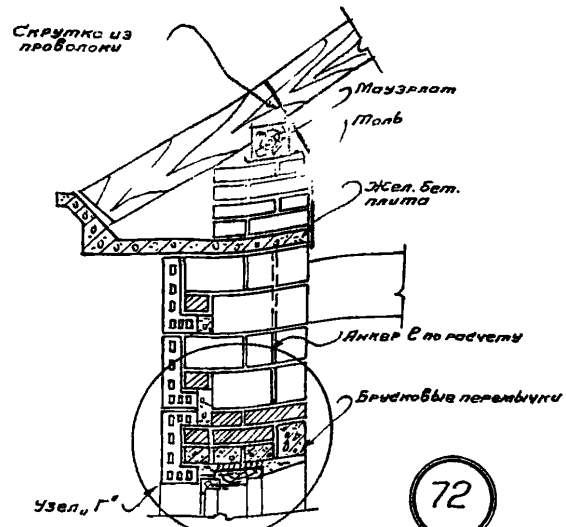 Скрутка из
проволоки
Мауэрлат
Толь
Жел. бет.
плита
Анкер l по расчету
Брусковые перемычки
Узел „Г"
72